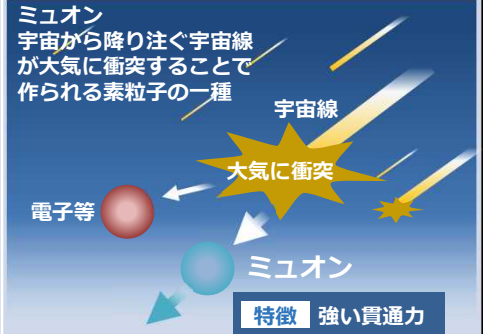 ミュオン
宇宙から降り注ぐ宇宙線
が大気に衝突することで
作られる素粒子の一種
宇宙線
大気に衝突
電子等
ミュオン
特徴 強い貫通力